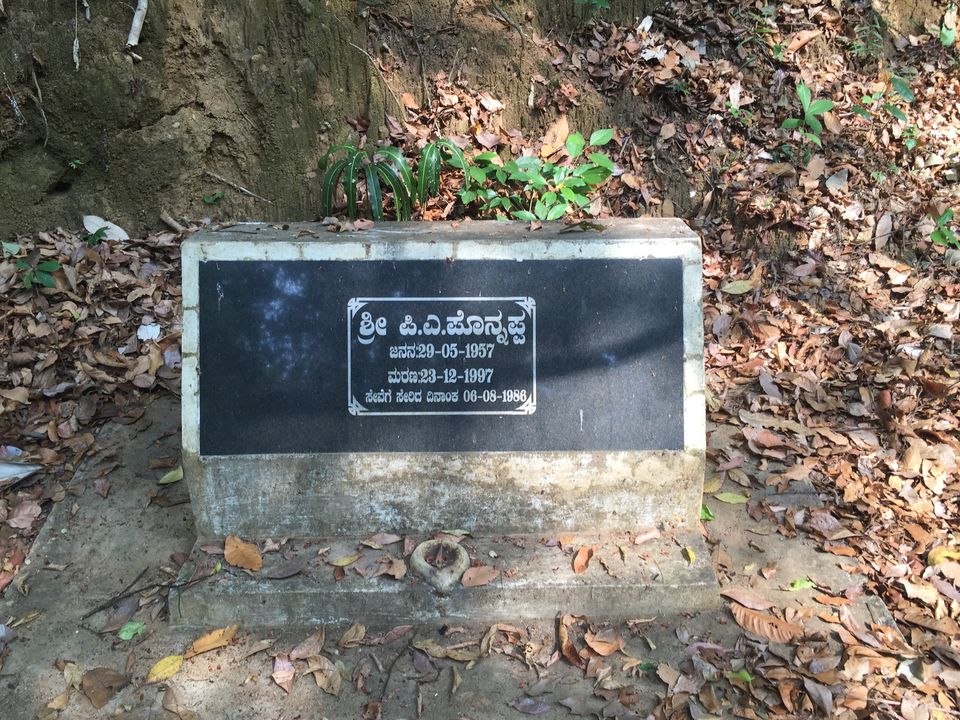 ಶ್ರೀ ಪಿ.ಎ.ಪೊನ್ನಪ್ಪ
ಜನನ:29-05-1957
ಮರಣ:23-12-1997
ಸೇವೆಗೆ ಸೇರಿದ ದಿನಾಂಕ 06-08-1986